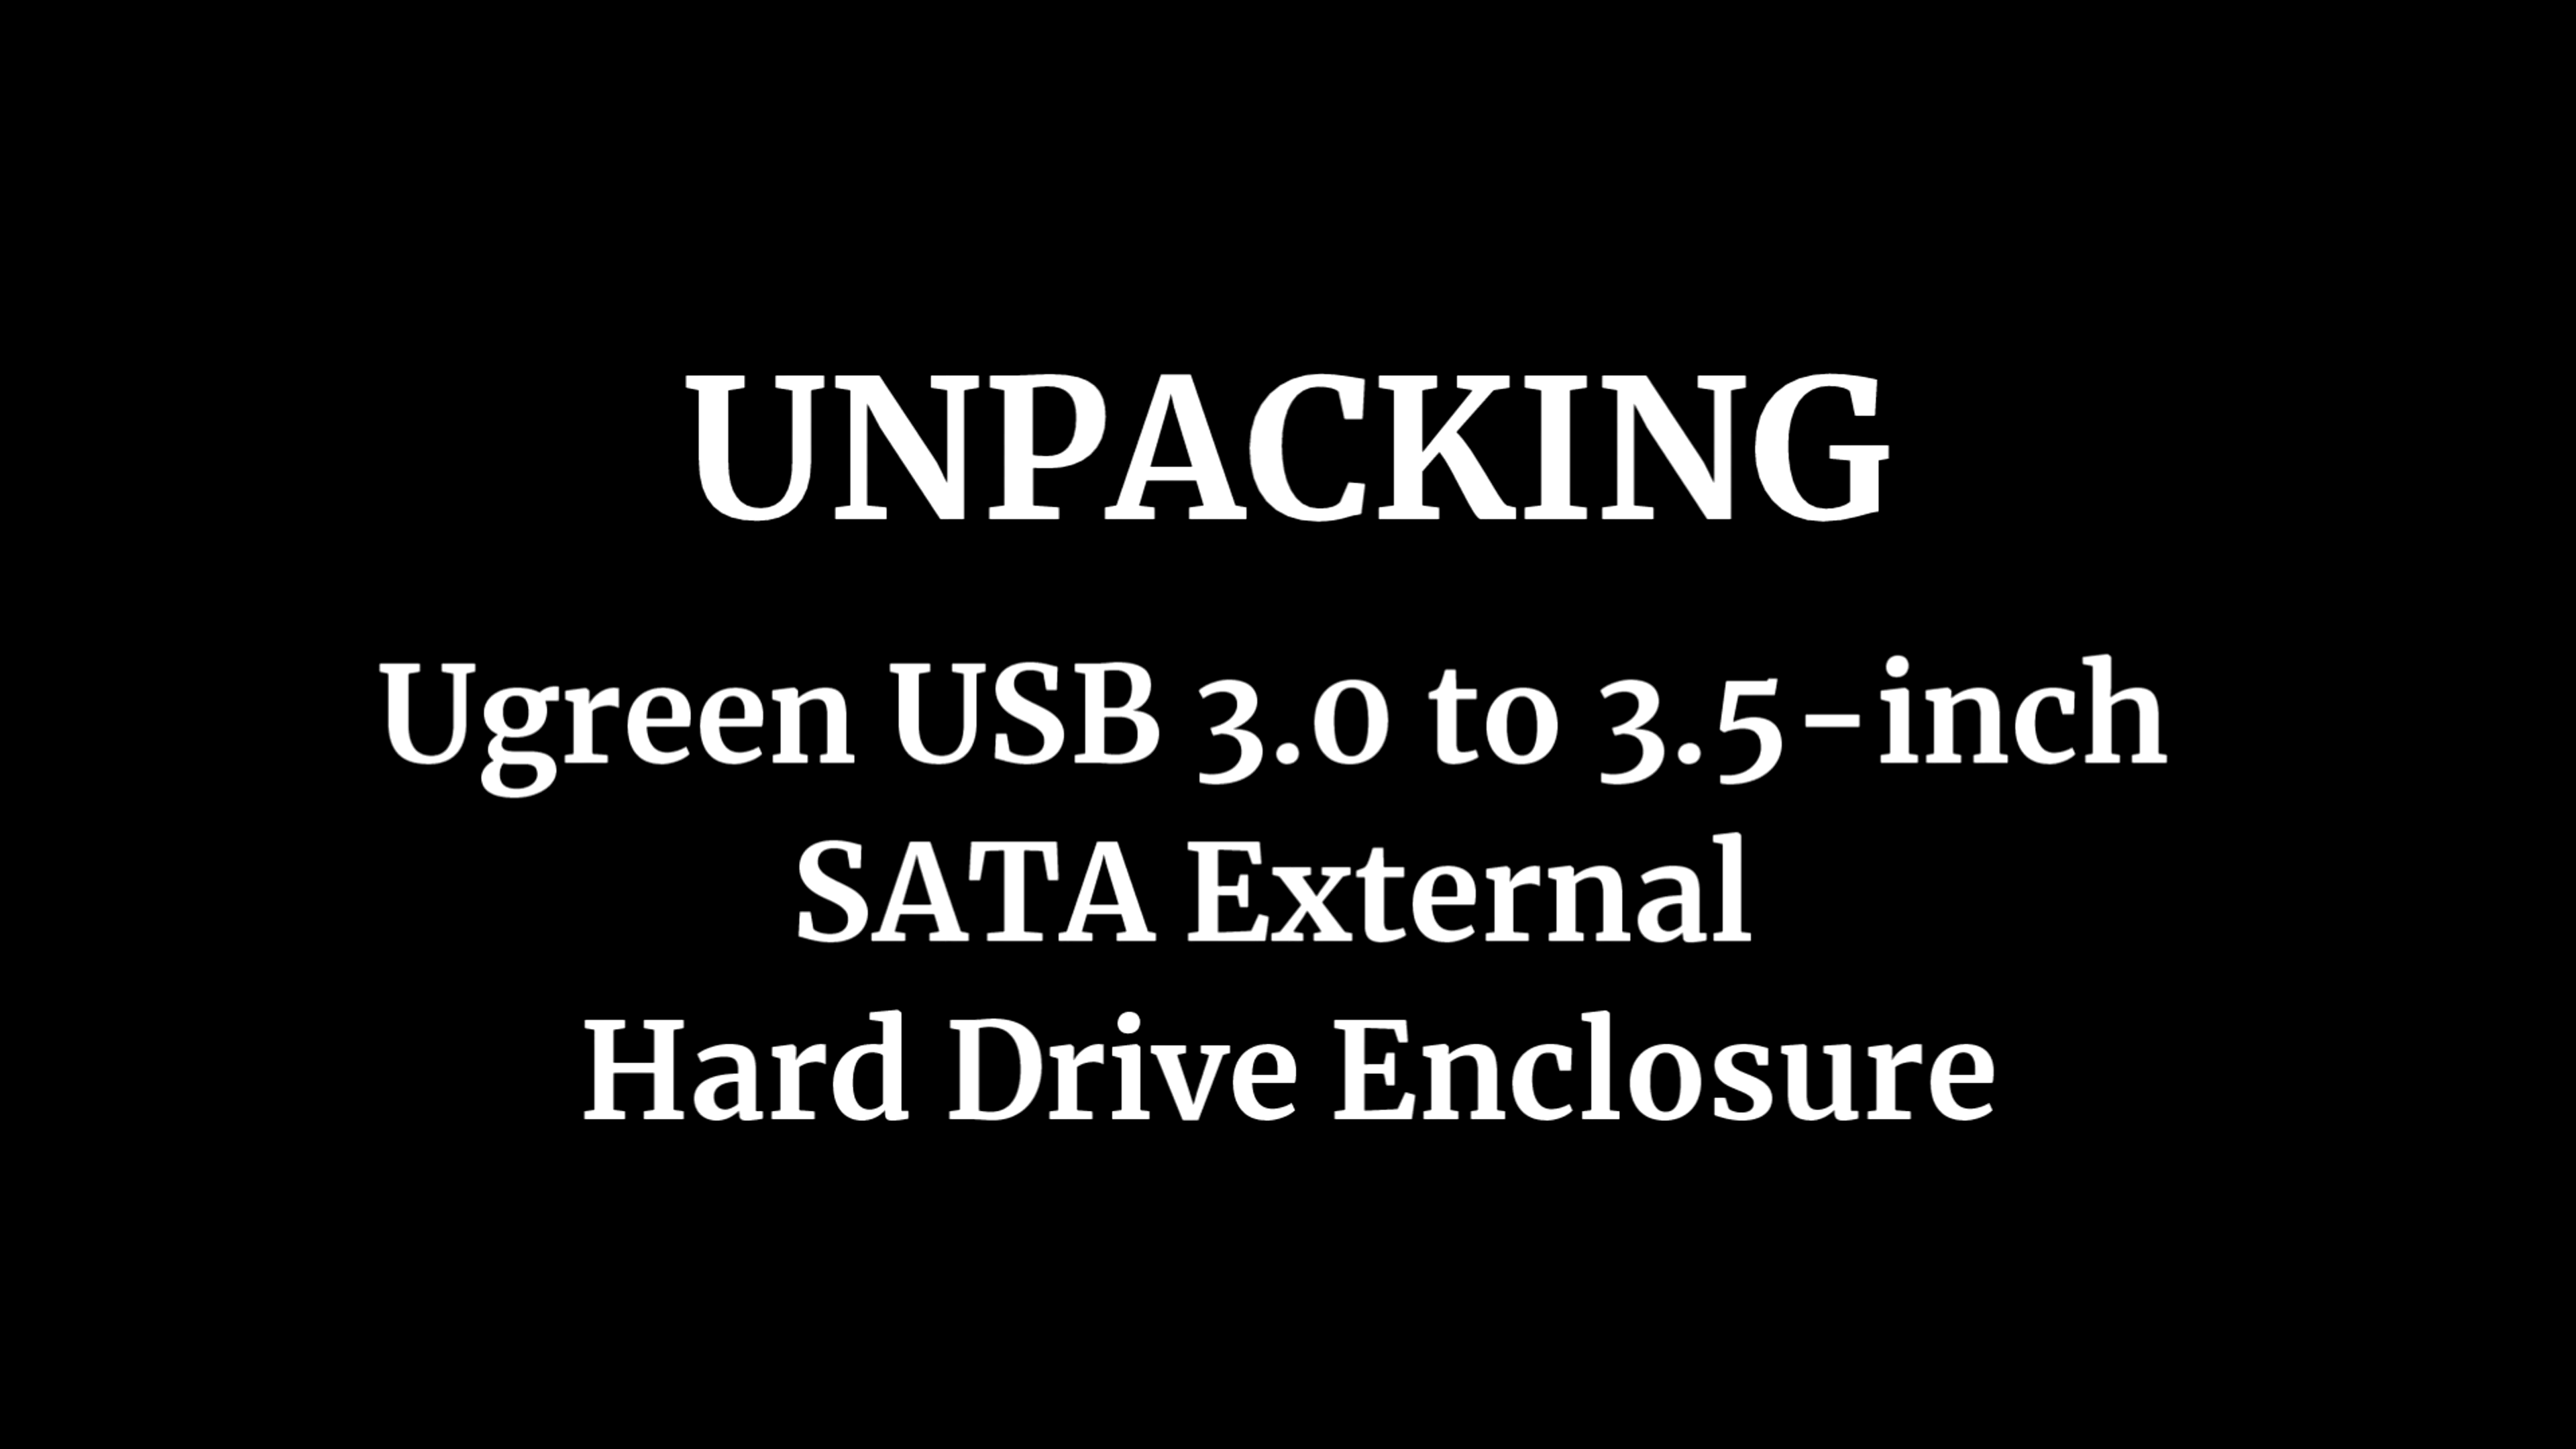 UNPACKING
Ugreen USB 3.0 to 3.5-inch
SATA External
Hard Drive Enclosure